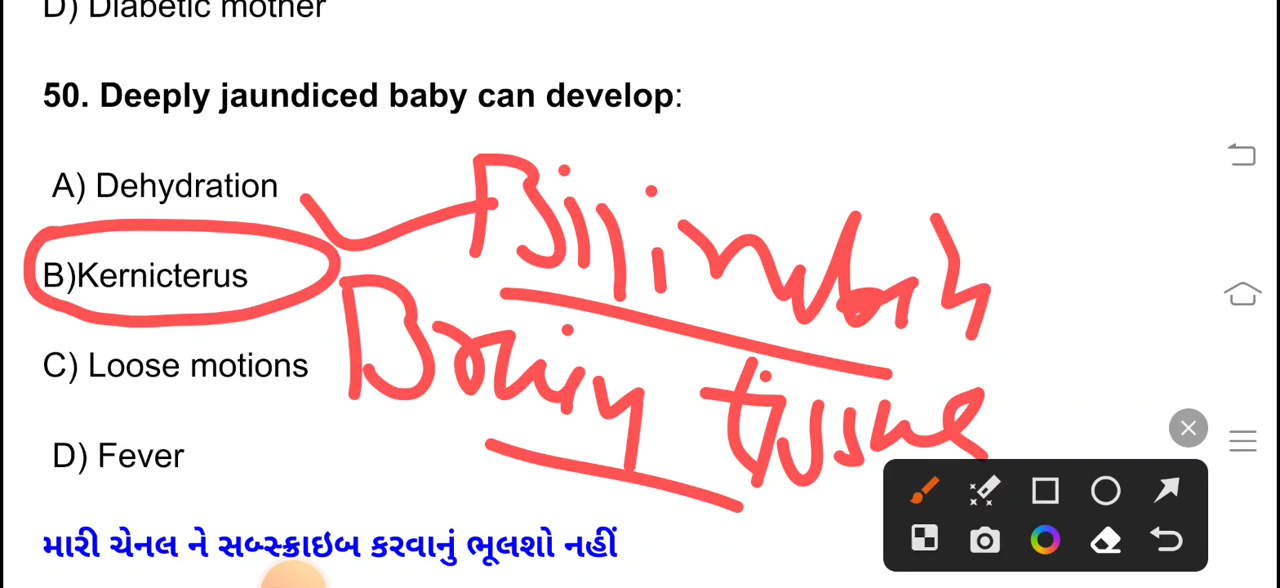 D) Diabetic mother
50. Deeply jaundiced baby can develop:
A) Dehydration
B)Kernicterus
C) Loose motions
D) Fever
Bilirubin
Brain tissue
મારી ચેનલ ને સબ્સ્ક્રાઇબ કરવાનું ભૂલશો નહીં